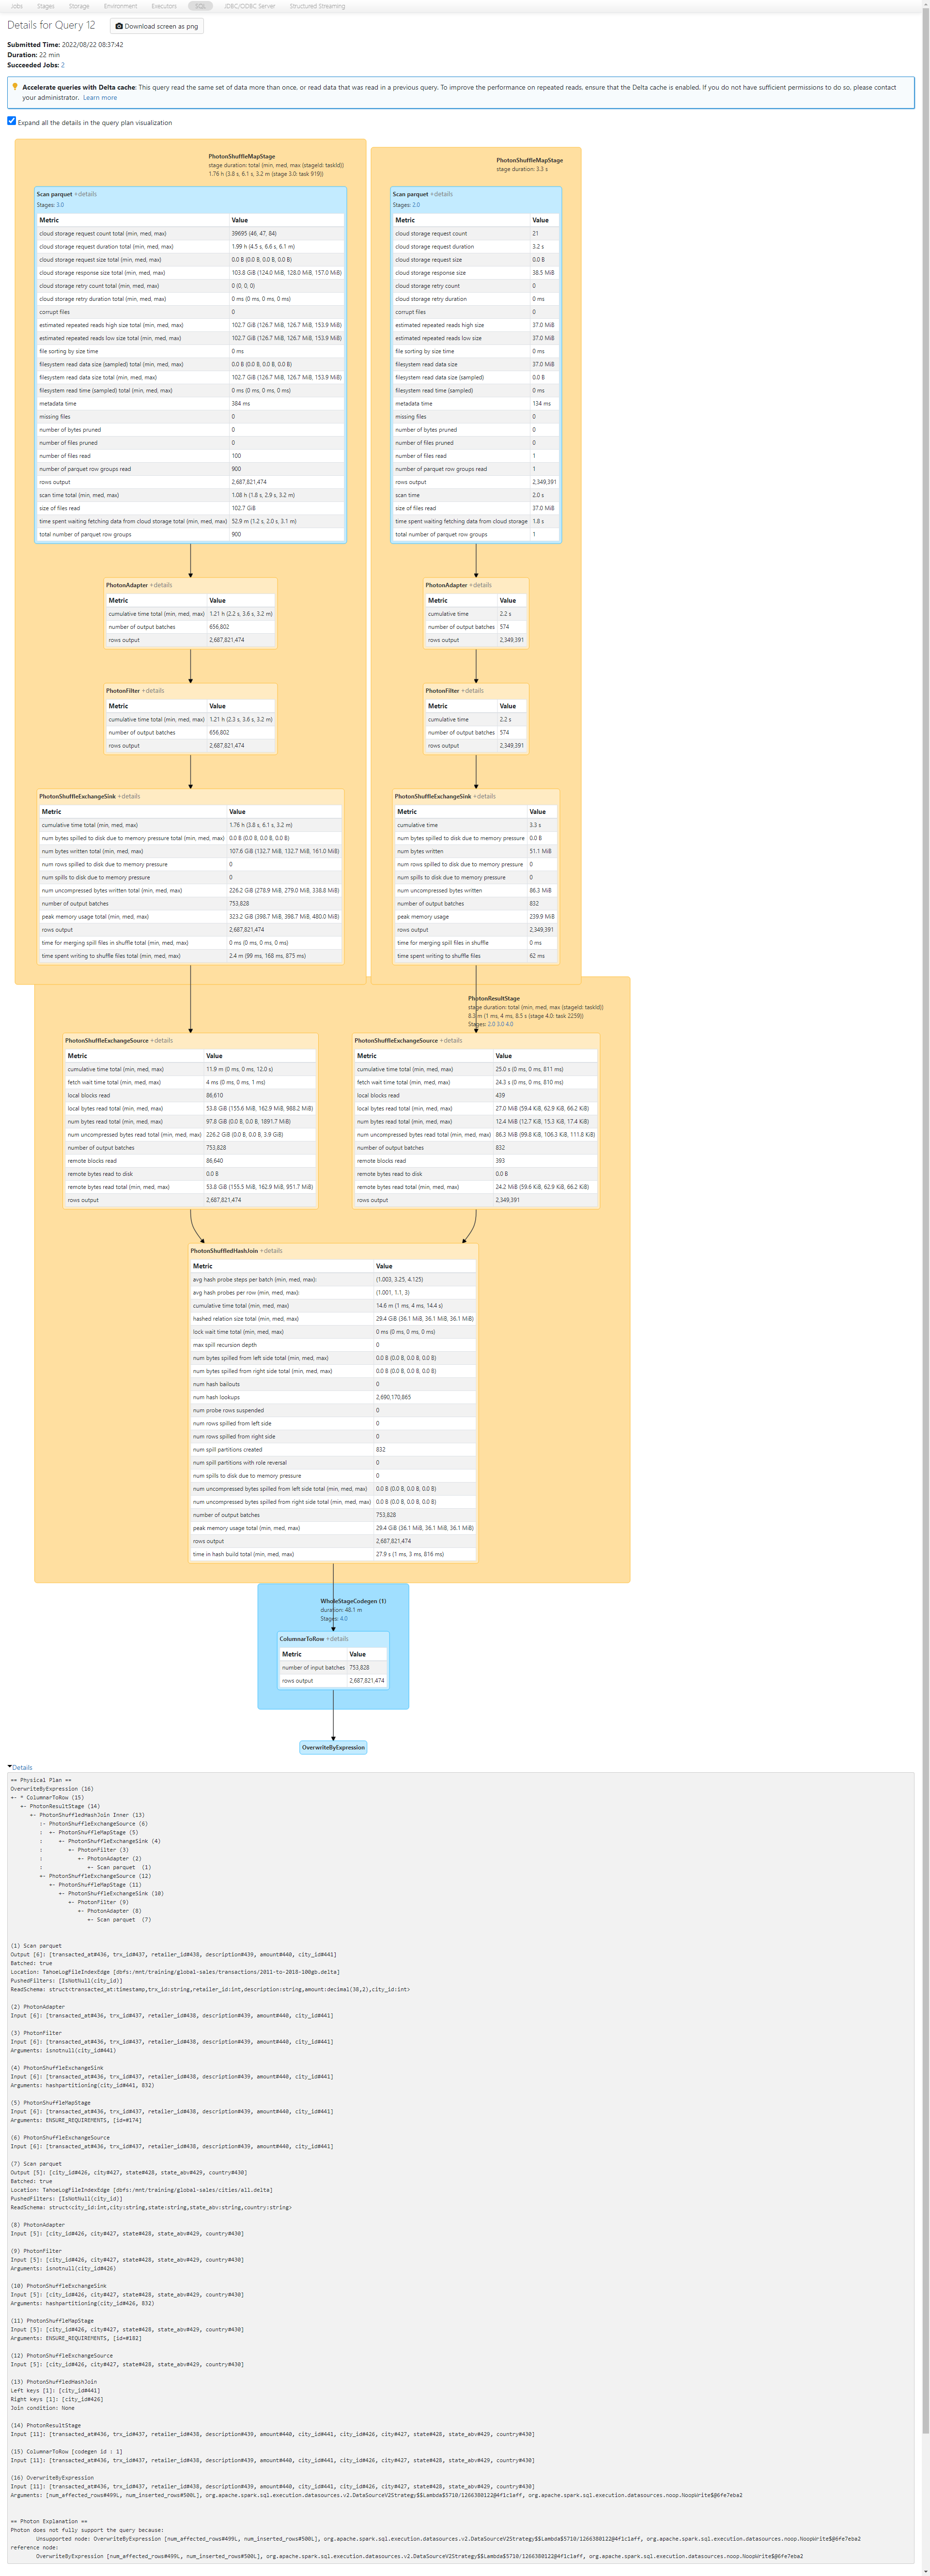 Jobs Stages Storage Environment Executors SQL JDBC/ODBC Server Structured Streaming
Details for Query 12 Download screen as png
Submitted Time: 2022/08/22 08:37:42
Duration: 22 min
Succeeded Jobs: 2
Accelerate queries with Delta cache: This query read the same set of data more than once, or read data that was read in a previous query. To improve the performance on repeated reads, ensure that the Delta cache is enabled. If you do not have sufficient permissions to do so, please contact
your administrator. Learn more
Expand all the details in the query plan visualization
PhotonShuffleMapStage
stage duration: total (min, med, max (stageId: taskId))
1.76 h (3.8 s, 6.1 s, 3.2 m (stage 3.0: task 919))
Scan parquet +details
Stages: 3.0
Metric Value
cloud storage request count total (min, med, max) 39695 (46, 47, 84)
cloud storage request duration total (min, med, max) 1.99 h (4.5 s, 6.6 s, 6.1 m)
cloud storage request size total (min, med, max) 0.0 B (0.0 B, 0.0 B, 0.0 B)
cloud storage response size total (min, med, max) 103.8 GiB (124.0 MiB, 128.0 MiB, 157.0 MiB)
cloud storage retry count total (min, med, max) 0 (0, 0, 0)
cloud storage retry duration total (min, med, max) 0 ms (0 ms, 0 ms, 0 ms)
corrupt files 0
estimated repeated reads high size total (min, med, max) 102.7 GiB (126.7 MiB, 126.7 MiB, 153.9 MiB)
estimated repeated reads low size total (min, med, max) 102.7 GiB (126.7 MiB, 126.7 MiB, 153.9 MiB)
file sorting by size time 0 ms
filesystem read data size (sampled) total (min, med, max) 0.0 B (0.0 B, 0.0 B, 0.0 B)
filesystem read data size total (min, med, max) 102.7 GiB (126.7 MiB, 126.7 MiB, 153.9 MiB)
filesystem read time (sampled) total (min, med, max) 0 ms (0 ms, 0 ms, 0 ms)
metadata time 384 ms
missing files 0
number of bytes pruned 0
number of files pruned 0
number of files read 100
number of parquet row groups read 900
rows output 2,687,821,474
scan time total (min, med, max) 1.08 h (1.8 s, 2.9 s, 3.2 m)
size of files read 102.7 GiB
time spent waiting fetching data from cloud storage total (min, med, max) 52.9 m (1.2 s, 2.0 s, 3.1 m)
total number of parquet row groups 900
PhotonShuffleMapStage
stage duration: 3.3 s
Scan parquet +details
Stages: 2.0
Metric Value
cloud storage request count 21
cloud storage request duration 3.2 s
cloud storage request size 0.0 B
cloud storage response size 38.5 MiB
cloud storage retry count 0
cloud storage retry duration 0 ms
corrupt files 0
estimated repeated reads high size 37.0 MiB
estimated repeated reads low size 37.0 MiB
file sorting by size time 0 ms
filesystem read data size 37.0 MiB
filesystem read data size (sampled) 0.0 B
filesystem read time (sampled) 0 ms
metadata time 134 ms
missing files 0
number of bytes pruned 0
number of files pruned 0
number of files read 1
number of parquet row groups read 1
rows output 2,349,391
scan time 2.0 s
size of files read 37.0 MiB
time spent waiting fetching data from cloud storage 1.8 s
total number of parquet row groups 1
PhotonAdapter +details
Metric Value
cumulative time total (min, med, max) 1.21 h (2.2 s, 3.6 s, 3.2 m)
number of output batches 656,802
rows output 2,687,821,474
PhotonAdapter +details
Metric Value
cumulative time 2.2 s
number of output batches 574
rows output 2,349,391
PhotonFilter +details
Metric Value
cumulative time total (min, med, max) 1.21 h (2.3 s, 3.6 s, 3.2 m)
number of output batches 656,802
rows output 2,687,821,474
PhotonFilter +details
Metric Value
cumulative time 2.2 s
number of output batches 574
rows output 2,349,391
PhotonShuffleExchangeSink +details
Metric Value
cumulative time total (min, med, max) 1.76 h (3.8 s, 6.1 s, 3.2 m)
num bytes spilled to disk due to memory pressure total (min, med, max) 0.0 B (0.0 B, 0.0 B, 0.0 B)
num bytes written total (min, med, max) 107.6 GiB (132.7 MiB, 132.7 MiB, 161.0 MiB)
num rows spilled to disk due to memory pressure 0
num spills to disk due to memory pressure 0
num uncompressed bytes written total (min, med, max) 226.2 GiB (278.9 MiB, 279.0 MiB, 338.8 MiB)
number of output batches 753,828
peak memory usage total (min, med, max) 323.2 GiB (398.7 MiB, 398.7 MiB, 480.0 MiB)
rows output 2,687,821,474
time for merging spill files in shuffle total (min, med, max) 0 ms (0 ms, 0 ms, 0 ms)
time spent writing to shuffle files total (min, med, max) 2.4 m (99 ms, 168 ms, 875 ms)
PhotonShuffleExchangeSink +details
Metric Value
cumulative time 3.3 s
num bytes spilled to disk due to memory pressure 0.0 B
num bytes written 51.1 MiB
num rows spilled to disk due to memory pressure 0
num spills to disk due to memory pressure 0
num uncompressed bytes written 86.3 MiB
number of output batches 832
peak memory usage 239.9 MiB
rows output 2,349,391
time for merging spill files in shuffle 0 ms
time spent writing to shuffle files 62 ms
PhotonResultStage
stage duration: total (min, med, max (stageId: taskId))
8.3 m (1 ms, 4 ms, 8.5 s (stage 4.0: task 2259))
Stages: 2.0 3.0 4.0
PhotonShuffleExchangeSource +details
Metric Value
cumulative time total (min, med, max) 11.9 m (0 ms, 0 ms, 12.0 s)
fetch wait time total (min, med, max) 4 ms (0 ms, 0 ms, 1 ms)
local blocks read 86,610
local bytes read total (min, med, max) 53.8 GiB (155.6 MiB, 162.9 MiB, 988.2 MiB)
num bytes read total (min, med, max) 97.8 GiB (0.0 B, 0.0 B, 1891.7 MiB)
num uncompressed bytes read total (min, med, max) 226.2 GiB (0.0 B, 0.0 B, 3.9 GiB)
number of output batches 753,828
remote blocks read 86,640
remote bytes read to disk 0.0 B
remote bytes read total (min, med, max) 53.8 GiB (155.5 MiB, 162.9 MiB, 951.7 MiB)
rows output 2,687,821,474
PhotonShuffleExchangeSource +details
Metric Value
cumulative time total (min, med, max) 25.0 s (0 ms, 0 ms, 811 ms)
fetch wait time total (min, med, max) 24.3 s (0 ms, 0 ms, 810 ms)
local blocks read 439
local bytes read total (min, med, max) 27.0 MiB (59.4 KiB, 62.9 KiB, 66.2 KiB)
num bytes read total (min, med, max) 12.4 MiB (12.7 KiB, 15.3 KiB, 17.4 KiB)
num uncompressed bytes read total (min, med, max) 86.3 MiB (99.8 KiB, 106.3 KiB, 111.8 KiB)
number of output batches 832
remote blocks read 393
remote bytes read to disk 0.0 B
remote bytes read total (min, med, max) 24.2 MiB (59.6 KiB, 62.9 KiB, 66.2 KiB)
rows output 2,349,391
PhotonShuffledHashJoin +details
Metric Value
avg hash probe steps per batch (min, med, max): (1.003, 3.25, 4.125)
avg hash probes per row (min, med, max): (1.001, 1.1, 3)
cumulative time total (min, med, max) 14.6 m (1 ms, 4 ms, 14.4 s)
hashed relation size total (min, med, max) 29.4 GiB (36.1 MiB, 36.1 MiB, 36.1 MiB)
lock wait time total (min, med, max) 0 ms (0 ms, 0 ms, 0 ms)
max spill recursion depth 0
num bytes spilled from left side total (min, med, max) 0.0 B (0.0 B, 0.0 B, 0.0 B)
num bytes spilled from right side total (min, med, max) 0.0 B (0.0 B, 0.0 B, 0.0 B)
num hash bailouts 0
num hash lookups 2,690,170,865
num probe rows suspended 0
num rows spilled from left side 0
num rows spilled from right side 0
num spill partitions created 832
num spill partitions with role reversal 0
num spills to disk due to memory pressure 0
num uncompressed bytes spilled from left side total (min, med, max) 0.0 B (0.0 B, 0.0 B, 0.0 B)
num uncompressed bytes spilled from right side total (min, med, max) 0.0 B (0.0 B, 0.0 B, 0.0 B)
number of output batches 753,828
peak memory usage total (min, med, max) 29.4 GiB (36.1 MiB, 36.1 MiB, 36.1 MiB)
rows output 2,687,821,474
time in hash build total (min, med, max) 27.9 s (1 ms, 3 ms, 816 ms)
WholeStageCodegen (1)
duration: 48.1 m
Stages: 4.0
ColumnarToRow +details
Metric Value
number of input batches 753,828
rows output 2,687,821,474
OverwriteByExpression
Details
== Physical Plan ==
OverwriteByExpression (16)
+- * ColumnarToRow (15)
+- PhotonResultStage (14)
+- PhotonShuffledHashJoin Inner (13)
:- PhotonShuffleExchangeSource (6)
: +- PhotonShuffleMapStage (5)
: +- PhotonShuffleExchangeSink (4)
: +- PhotonFilter (3)
: +- PhotonAdapter (2)
: +- Scan parquet (1)
+- PhotonShuffleExchangeSource (12)
+- PhotonShuffleMapStage (11)
+- PhotonShuffleExchangeSink (10)
+- PhotonFilter (9)
+- PhotonAdapter (8)
+- Scan parquet (7)
(1) Scan parquet
Output [6]: [transacted_at#436, trx_id#437, retailer_id#438, description#439, amount#440, city_id#441]
Batched: true
Location: TahoeLogFileIndexEdge [dbfs:/mnt/training/global-sales/transactions/2011-to-2018-100gb.delta]
PushedFilters: [IsNotNull(city_id)]
ReadSchema: struct<transacted_at:timestamp,trx_id:string,retailer_id:int,description:string,amount:decimal(38,2),city_id:int>
(2) PhotonAdapter
Input [6]: [transacted_at#436, trx_id#437, retailer_id#438, description#439, amount#440, city_id#441]
(3) PhotonFilter
Input [6]: [transacted_at#436, trx_id#437, retailer_id#438, description#439, amount#440, city_id#441]
Arguments: isnotnull(city_id#441)
(4) PhotonShuffleExchangeSink
Input [6]: [transacted_at#436, trx_id#437, retailer_id#438, description#439, amount#440, city_id#441]
Arguments: hashpartitioning(city_id#441, 832)
(5) PhotonShuffleMapStage
Input [6]: [transacted_at#436, trx_id#437, retailer_id#438, description#439, amount#440, city_id#441]
Arguments: ENSURE_REQUIREMENTS, [id=#174]
(6) PhotonShuffleExchangeSource
Input [6]: [transacted_at#436, trx_id#437, retailer_id#438, description#439, amount#440, city_id#441]
(7) Scan parquet
Output [5]: [city_id#426, city#427, state#428, state_abv#429, country#430]
Batched: true
Location: TahoeLogFileIndexEdge [dbfs:/mnt/training/global-sales/cities/all.delta]
PushedFilters: [IsNotNull(city_id)]
ReadSchema: struct<city_id:int,city:string,state:string,state_abv:string,country:string>
(8) PhotonAdapter
Input [5]: [city_id#426, city#427, state#428, state_abv#429, country#430]
(9) PhotonFilter
Input [5]: [city_id#426, city#427, state#428, state_abv#429, country#430]
Arguments: isnotnull(city_id#426)
(10) PhotonShuffleExchangeSink
Input [5]: [city_id#426, city#427, state#428, state_abv#429, country#430]
Arguments: hashpartitioning(city_id#426, 832)
(11) PhotonShuffleMapStage
Input [5]: [city_id#426, city#427, state#428, state_abv#429, country#430]
Arguments: ENSURE_REQUIREMENTS, [id=#182]
(12) PhotonShuffleExchangeSource
Input [5]: [city_id#426, city#427, state#428, state_abv#429, country#430]
(13) PhotonShuffledHashJoin
Left keys [1]: [city_id#441]
Right keys [1]: [city_id#426]
Join condition: None
(14) PhotonResultStage
Input [11]: [transacted_at#436, trx_id#437, retailer_id#438, description#439, amount#440, city_id#441, city_id#426, city#427, state#428, state_abv#429, country#430]
(15) ColumnarToRow [codegen id : 1]
Input [11]: [transacted_at#436, trx_id#437, retailer_id#438, description#439, amount#440, city_id#441, city_id#426, city#427, state#428, state_abv#429, country#430]
(16) OverwriteByExpression
Input [11]: [transacted_at#436, trx_id#437, retailer_id#438, description#439, amount#440, city_id#441, city_id#426, city#427, state#428, state_abv#429, country#430]
Arguments: [num_affected_rows#499L, num_inserted_rows#500L], org.apache.spark.sql.execution.datasources.v2.DataSourceV2Strategy$$Lambda$5710/1266380122@4f1c1aff, org.apache.spark.sql.execution.datasources.noop.NoopWrite$@6fe7eba2
== Photon Explanation ==
Photon does not fully support the query because:
Unsupported node: OverwriteByExpression [num_affected_rows#499L, num_inserted_rows#500L], org.apache.spark.sql.execution.datasources.v2.DataSourceV2Strategy$$Lambda$5710/1266380122@4f1c1aff, org.apache.spark.sql.execution.datasources.noop.NoopWrite$@6fe7eba2
reference node:
OverwriteByExpression [num_affected_rows#499L, num_inserted_rows#500L], org.apache.spark.sql.execution.datasources.v2.DataSourceV2Strategy$$Lambda$5710/1266380122@4f1c1aff, org.apache.spark.sql.execution.datasources.noop.NoopWrite$@6fe7eba2